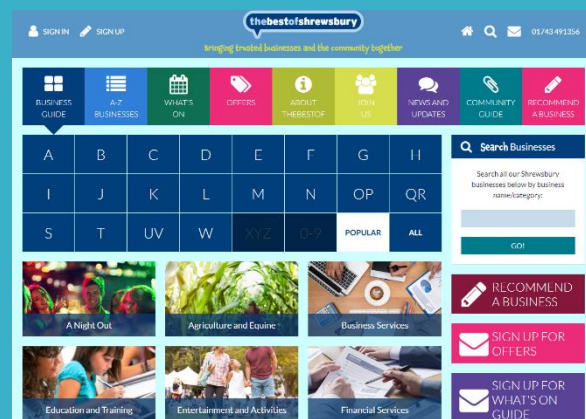 SIGN IN
SIGN UP
thebestofshrewsbury
Bringing trusted businesses and the community together
01743 491356
BUSINESS
GUIDE
A-Z
BUSINESSES
WHAT'S
ON
OFFERS
ABOUT
THEBESTOF
JOIN
US
NEWS AND
UPDATES
COMMUNITY
GUIDE
RECOMMEND
A BUSINESS
A B C D E F G H
I J K L M N OP QR
S T UV W XYZ 0-9 POPULAR ALL
Search Businesses
Search all our Shrewsbury
businesses below by business
name/category:
GO!
A Night Out
Agriculture and Equine
Business Services
Education and Training
Entertainment and Activities
Financial Services
RECOMMEND
A BUSINESS
SIGN UP FOR
OFFERS
SIGN UP FOR
WHAT'S ON
GUIDE